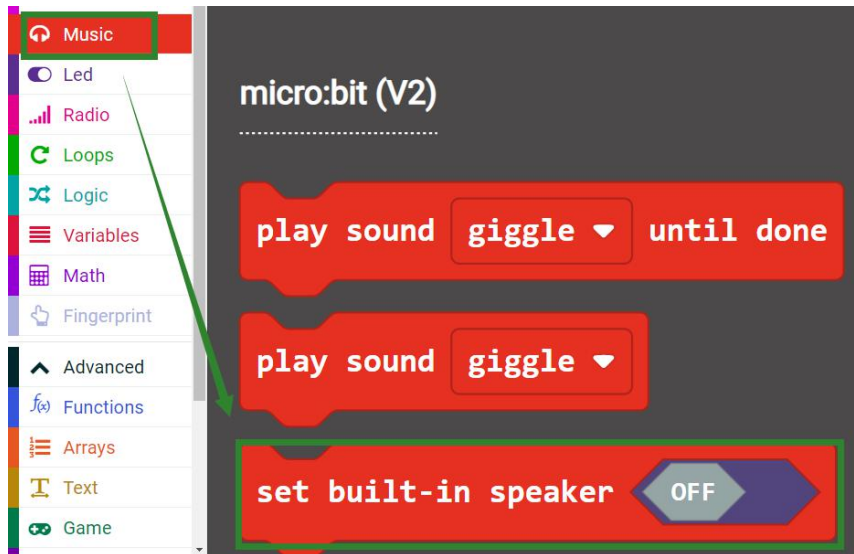 Music
Led
Radio
Loops
Logic
Variables
Math
Fingerprint
Advanced
f(x) Functions
Arrays
Text
Game
micro:bit (V2)
play sound giggle until done
play sound giggle
set built-in speaker OFF